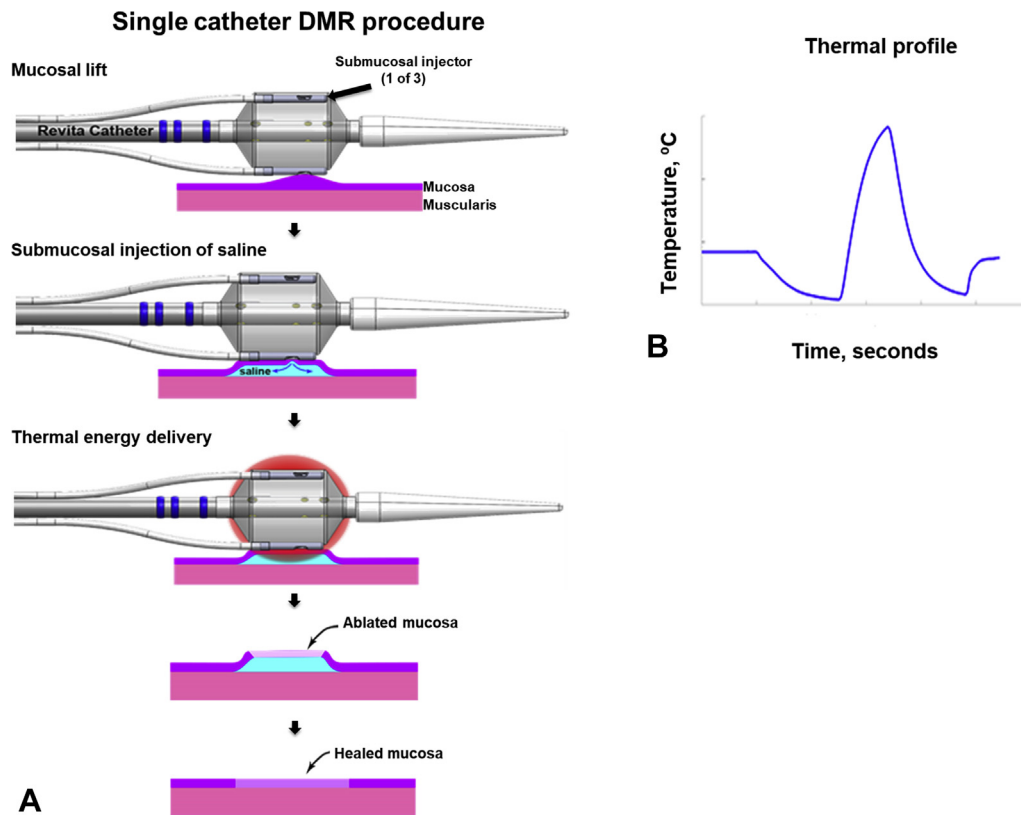 Single catheter DMR procedure
Mucosal lift
Submucosal injector
(1 of 3)
Revita Catheter
Mucosa
Muscularis
Submucosal injection of saline
saline
Thermal energy delivery
Ablated mucosa
Healed mucosa
A
Thermal profile
Temperature, ºC
B
Time, seconds